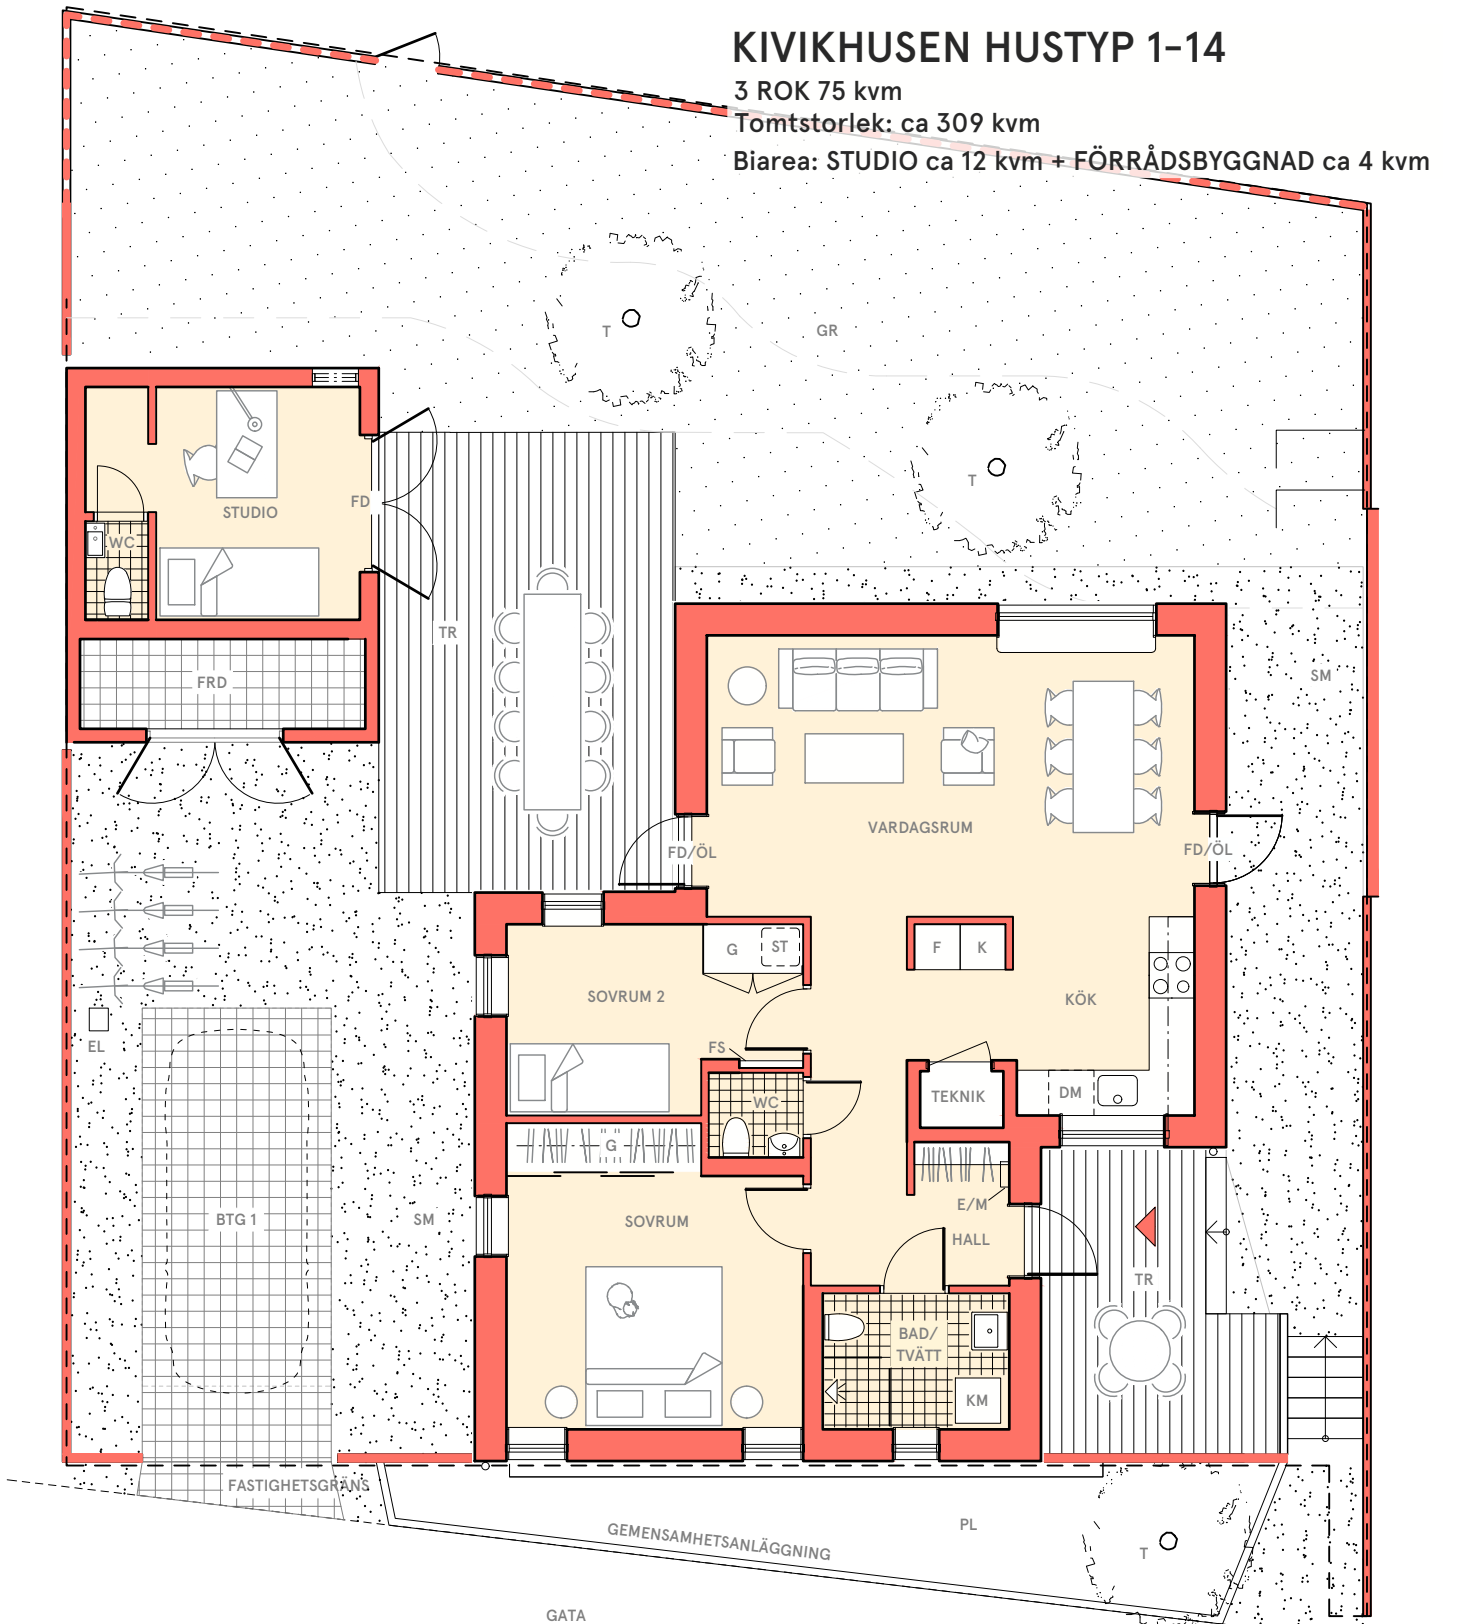 KIVIKHUSEN HUSTYP 1-14
3 ROK 75 kvm
Tomtstorlek: ca 309 kvm
Biarea: STUDIO ca 12 kvm + FÖRRÅDSBYGGNAD ca 4 kvm
T
GR
T
FD
STUDIO
WC
TR
FRD
SM
VARDAGSRUM
FD/ÖL
FD/ÖL
G
ST
F
K
SOVRUM 2
KÖK
EL
FS
WC
TEKNIK
DM
G
E/M
BTG 1
SM
SOVRUM
HALL
TR
BAD/
TVÄTT
KM
FASTIGHETSGRÄNS
PL
GEMENSAMHETSANLÄGGNING
T
GATA